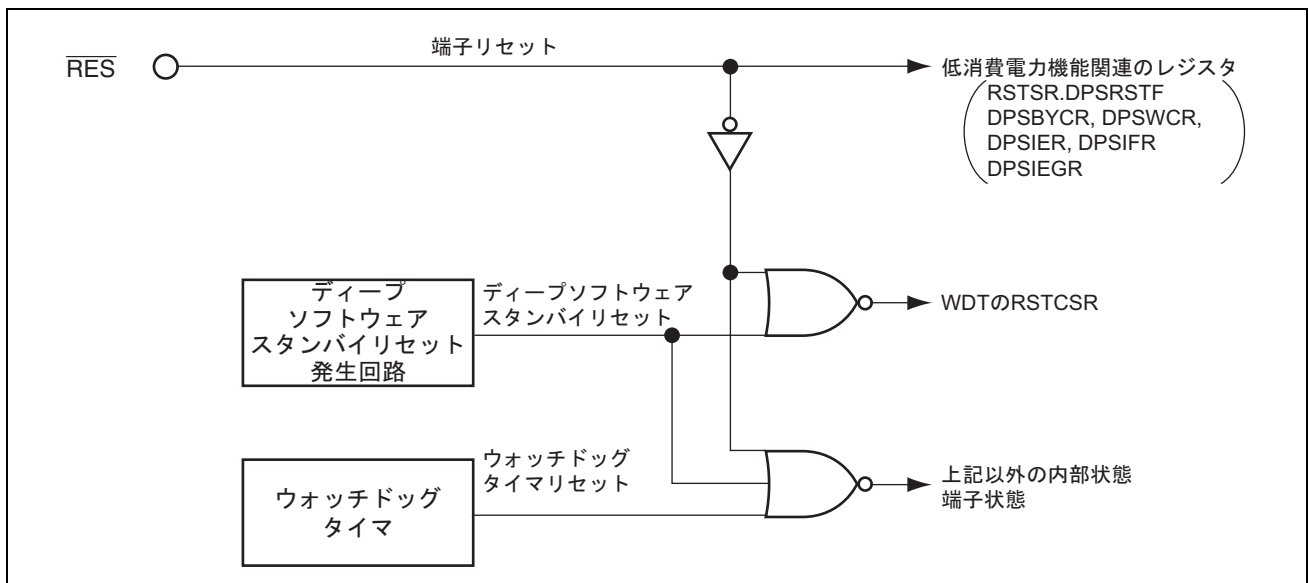 端子リセット
RES
低消費電力機能関連のレジスタ
RSTSR.DPSRSTF
DPSBYCR, DPSWCR,
DPSIER, DPSIFR
DPSIEGR
ディープ
ソフトウェア
スタンバイリセット
発生回路
ディープソフトウェア
スタンバイリセット
WDTのRSTCSR
ウォッチドッグ
タイマ
ウォッチドッグ
タイマリセット
上記以外の内部状態
端子状態